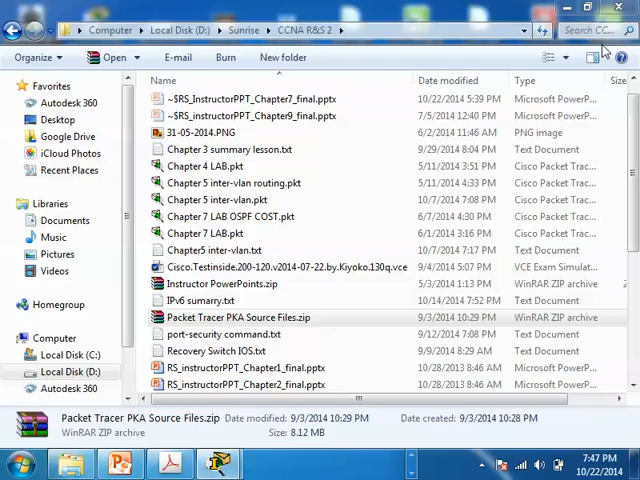 Computer ▸ Local Disk (D:) ▸ Sunrise ▸ CCNA R&S 2 ▸
Search CC...
Organize Open E-mail Burn New folder
Name Date modified Type Size
Favorites
Autodesk 360
Desktop
Google Drive
iCloud Photos
Recent Places
Libraries
Documents
Music
Pictures
Videos
Homegroup
Computer
Local Disk (C:)
Local Disk (D:)
Autodesk 360
~$RS_InstructorPPT_Chapter7_final.pptx 10/22/2014 5:39 PM Microsoft PowerP...
~$RS_InstructorPPT_Chapter9_final.pptx 7/5/2014 12:40 PM Microsoft PowerP...
31-05-2014.PNG 6/2/2014 11:46 AM PNG image
Chapter 3 summary lesson.txt 9/29/2014 8:04 PM Text Document
Chapter 4 LAB.pkt 5/11/2014 3:51 PM Cisco Packet Trac...
Chapter 5 inter-vlan routing.pkt 5/11/2014 4:33 PM Cisco Packet Trac...
Chapter 5 inter-vlan.pkt 10/7/2014 7:08 PM Cisco Packet Trac...
Chapter 7 LAB OSPF COST.pkt 6/7/2014 4:30 PM Cisco Packet Trac...
Chapter 7 LAB.pkt 6/1/2014 3:16 PM Cisco Packet Trac...
Chapter5 inter-vlan.txt 10/7/2014 7:17 PM Text Document
Cisco.Testinside.200-120.v2014-07-22.by.Kiyoko.130q.vce 9/4/2014 5:07 PM VCE Exam Simulat...
Instructor PowerPoints.zip 5/3/2014 1:13 PM WinRAR ZIP archive
IPv6 sumarry.txt 10/14/2014 7:52 PM Text Document
Packet Tracer PKA Source Files.zip 9/3/2014 10:29 PM WinRAR ZIP archive
port-security command.txt 9/12/2014 7:08 PM Text Document
Recovery Switch IOS.txt 9/9/2014 8:29 AM Text Document
RS_instructorPPT_Chapter1_final.pptx 10/28/2013 8:46 AM Microsoft PowerP...
RS_instructorPPT_Chapter2_final.pptx 10/28/2013 8:46 AM Microsoft PowerP...
Packet Tracer PKA Source Files.zip Date modified: 9/3/2014 10:29 PM Date created: 9/3/2014 10:28 PM
WinRAR ZIP archive Size: 8.12 MB
7:47 PM
10/22/2014